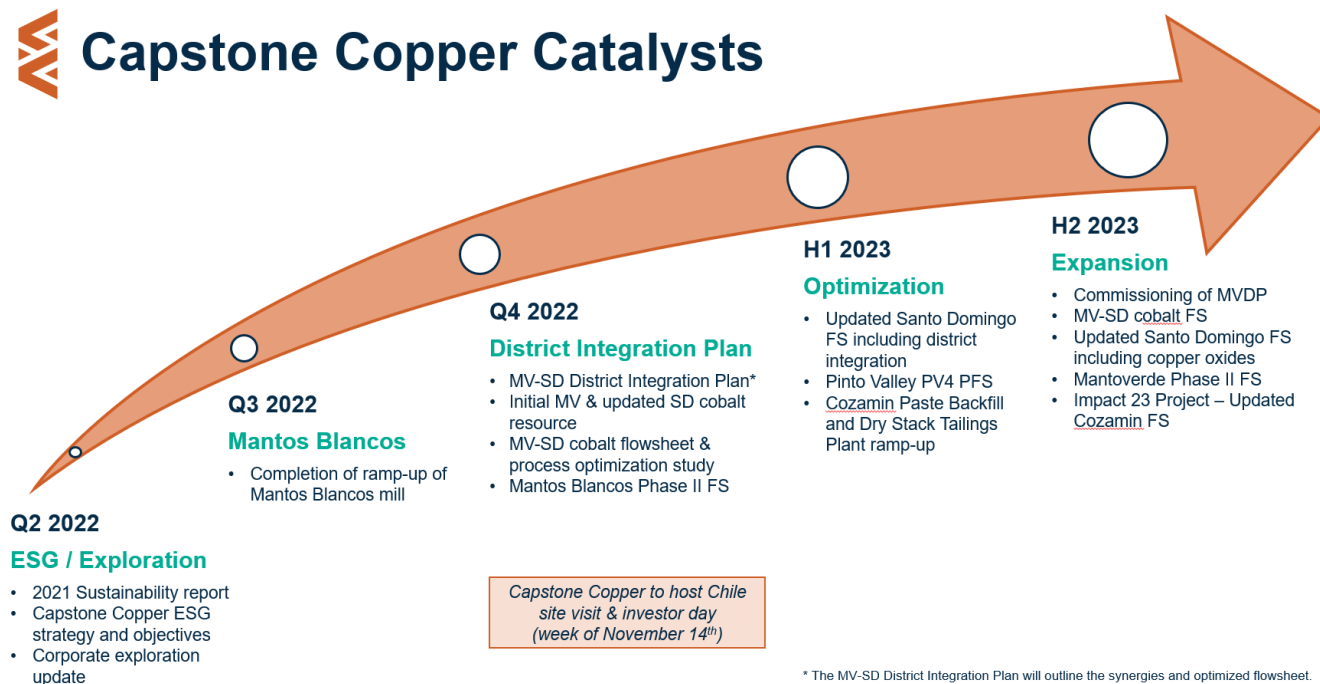 Capstone Copper Catalysts
Q2 2022
ESG / Exploration
• 2021 Sustainability report
• Capstone Copper ESG
strategy and objectives
• Corporate exploration
update
Q3 2022
Mantos Blancos
• Completion of ramp-up of
Mantos Blancos mill
Q4 2022
District Integration Plan
• MV-SD District Integration Plan*
• Initial MV & updated SD cobalt
resource
• MV-SD cobalt flowsheet &
process optimization study
• Mantos Blancos Phase II FS
Capstone Copper to host Chile
site visit & investor day
(week of November 14th)
H1 2023
Optimization
• Updated Santo Domingo
FS including district
integration
• Pinto Valley PV4 PFS
• Cozamin Paste Backfill
and Dry Stack Tailings
Plant ramp-up
H2 2023
Expansion
• Commissioning of MVDP
• MV-SD cobalt FS
• Updated Santo Domingo FS
including copper oxides
• Mantoverde Phase II FS
• Impact 23 Project – Updated
Cozamin FS
* The MV-SD District Integration Plan will outline the synergies and optimized flowsheet.